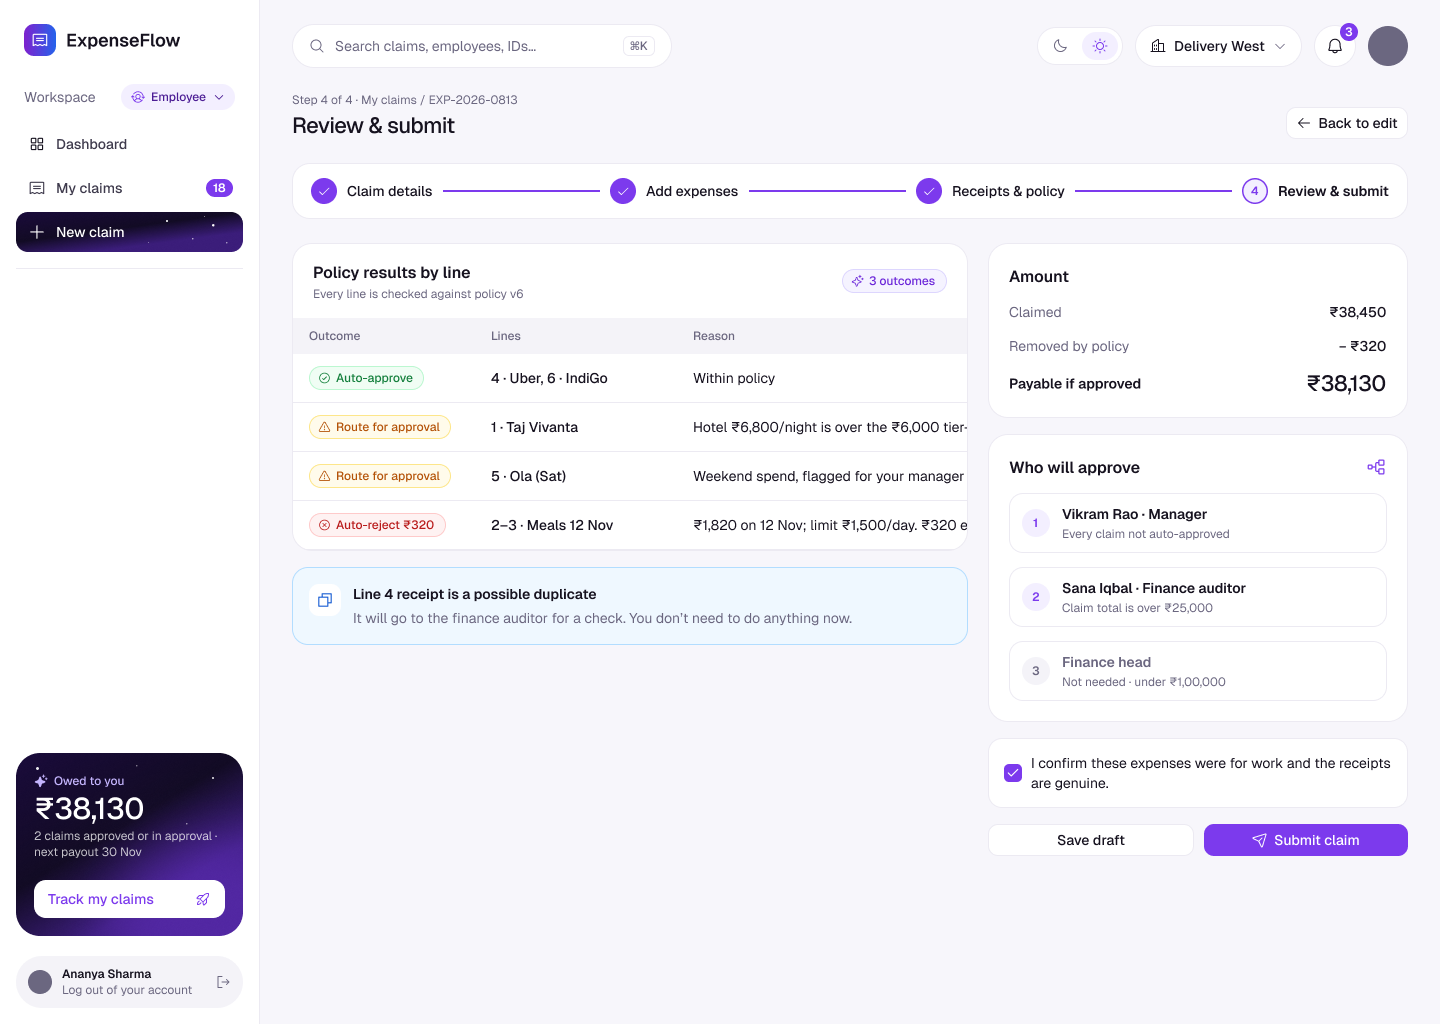 ExpenseFlow
Search claims, employees, IDs...
⌘K
Delivery West
3
Workspace
Employee
Dashboard
My claims
18
New claim
Step 4 of 4 · My claims / EXP-2026-0813
Review & submit
Back to edit
Claim details
Add expenses
Receipts & policy
4
Review & submit
Policy results by line
Every line is checked against policy v6
3 outcomes
Outcome
Lines
Reason
Auto-approve
4 · Uber, 6 · IndiGo
Within policy
Route for approval
1 · Taj Vivanta
Hotel ₹6,800/night is over the ₹6,000 tier-
Route for approval
5 · Ola (Sat)
Weekend spend, flagged for your manager
Auto-reject ₹320
2–3 · Meals 12 Nov
₹1,820 on 12 Nov; limit ₹1,500/day. ₹320 e
Line 4 receipt is a possible duplicate
It will go to the finance auditor for a check. You don’t need to do anything now.
Amount
Claimed
₹38,450
Removed by policy
– ₹320
Payable if approved
₹38,130
Who will approve
1
Vikram Rao · Manager
Every claim not auto-approved
2
Sana Iqbal · Finance auditor
Claim total is over ₹25,000
3
Finance head
Not needed · under ₹1,00,000
I confirm these expenses were for work and the receipts
are genuine.
Save draft
Submit claim
Owed to you
₹38,130
2 claims approved or in approval ·
next payout 30 Nov
Track my claims
Ananya Sharma
Log out of your account